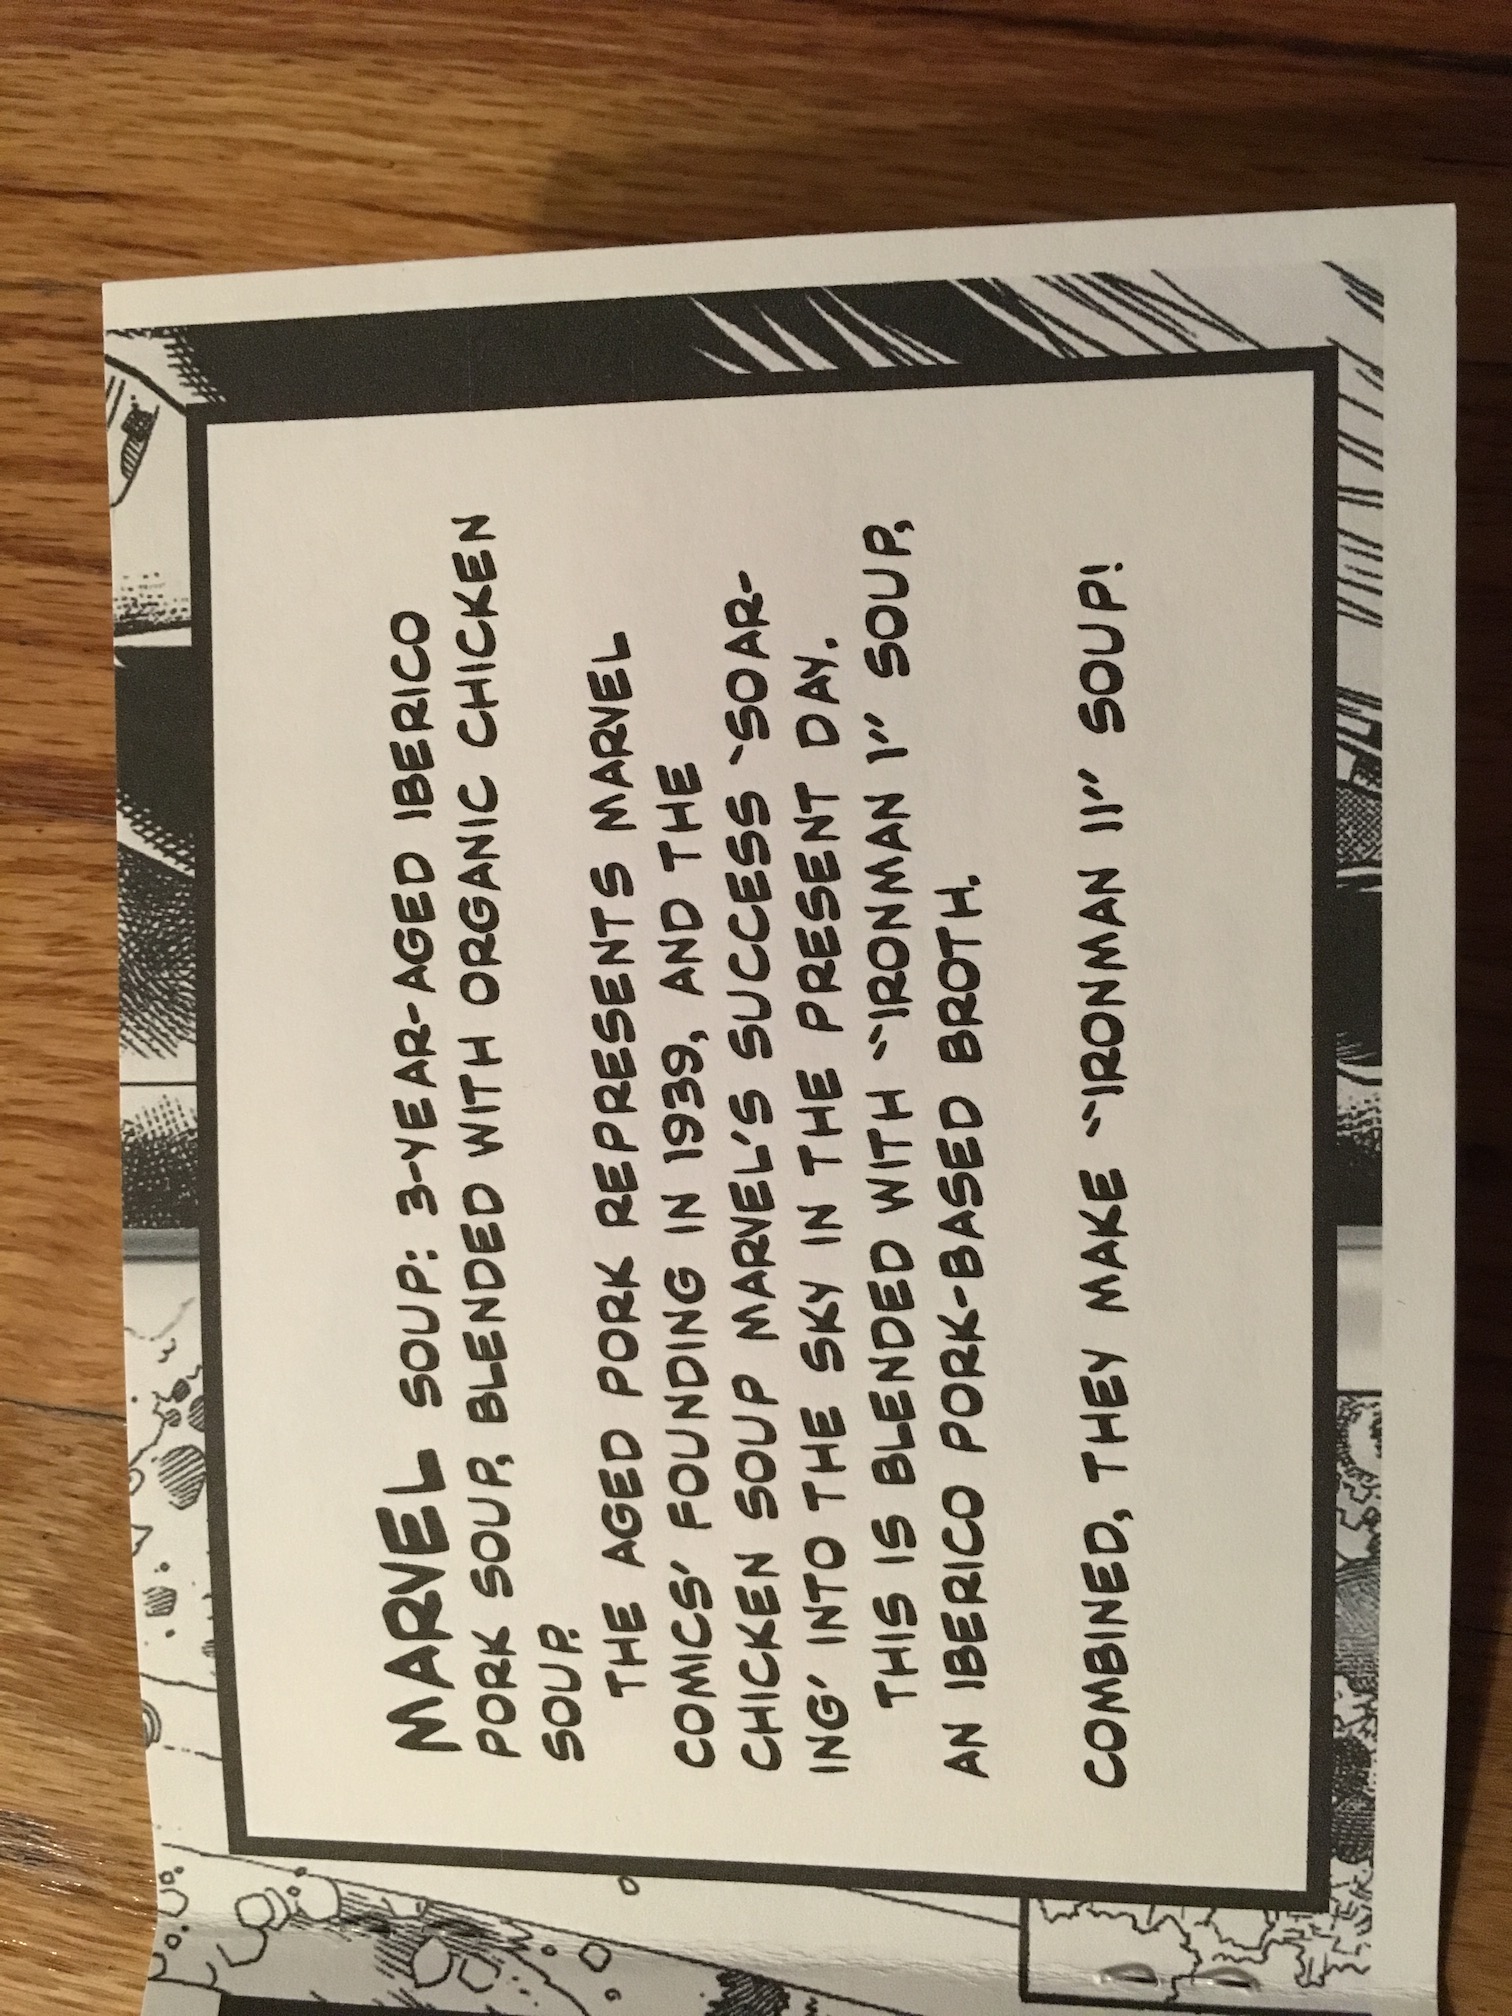 MARVEL SOUP: 3-YEAR-AGED IBERICO
PORK SOUP, BLENDED WITH ORGANIC CHICKEN
SOUP.
THE AGED PORK REPRESENTS MARVEL
COMICS' FOUNDING IN 1939, AND THE
CHICKEN SOUP MARVEL'S SUCCESS 'SOAR-
ING' INTO THE SKY IN THE PRESENT DAY.
THIS IS BLENDED WITH "IRONMAN I" SOUP,
AN IBERICO PORK-BASED BROTH.
COMBINED, THEY MAKE "IRONMAN II" SOUP!